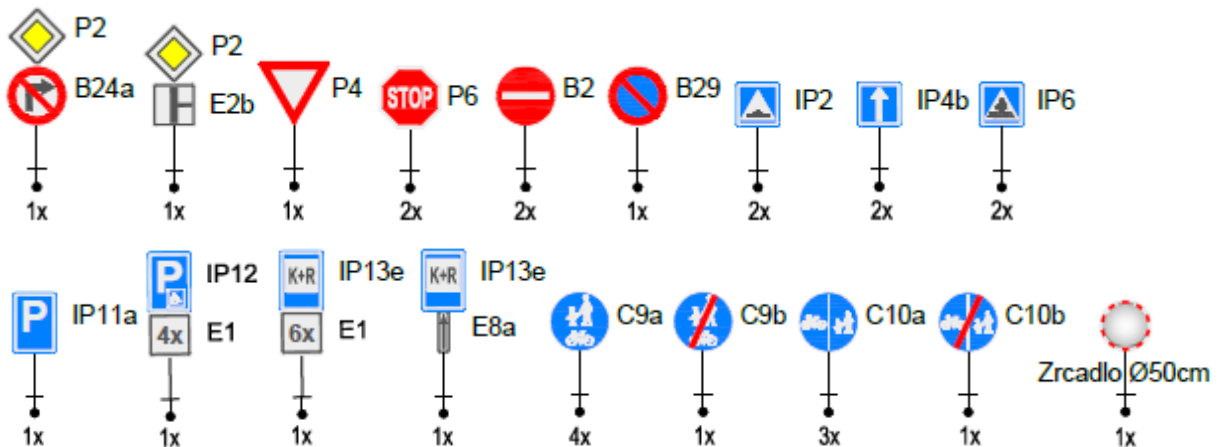 P2
P2
B24a
E2b
P4
STOP
P6
B2
B29
IP2
IP4b
IP6
1x
1x
1x
2x
2x
1x
2x
2x
2x
P
IP11a
P
IP12
4x
E1
K+R
IP13e
6x
E1
K+R
IP13e
E8a
C9a
C9b
C10a
C10b
Zrcadlo Ø50cm
1x
1x
1x
1x
4x
1x
3x
1x
1x